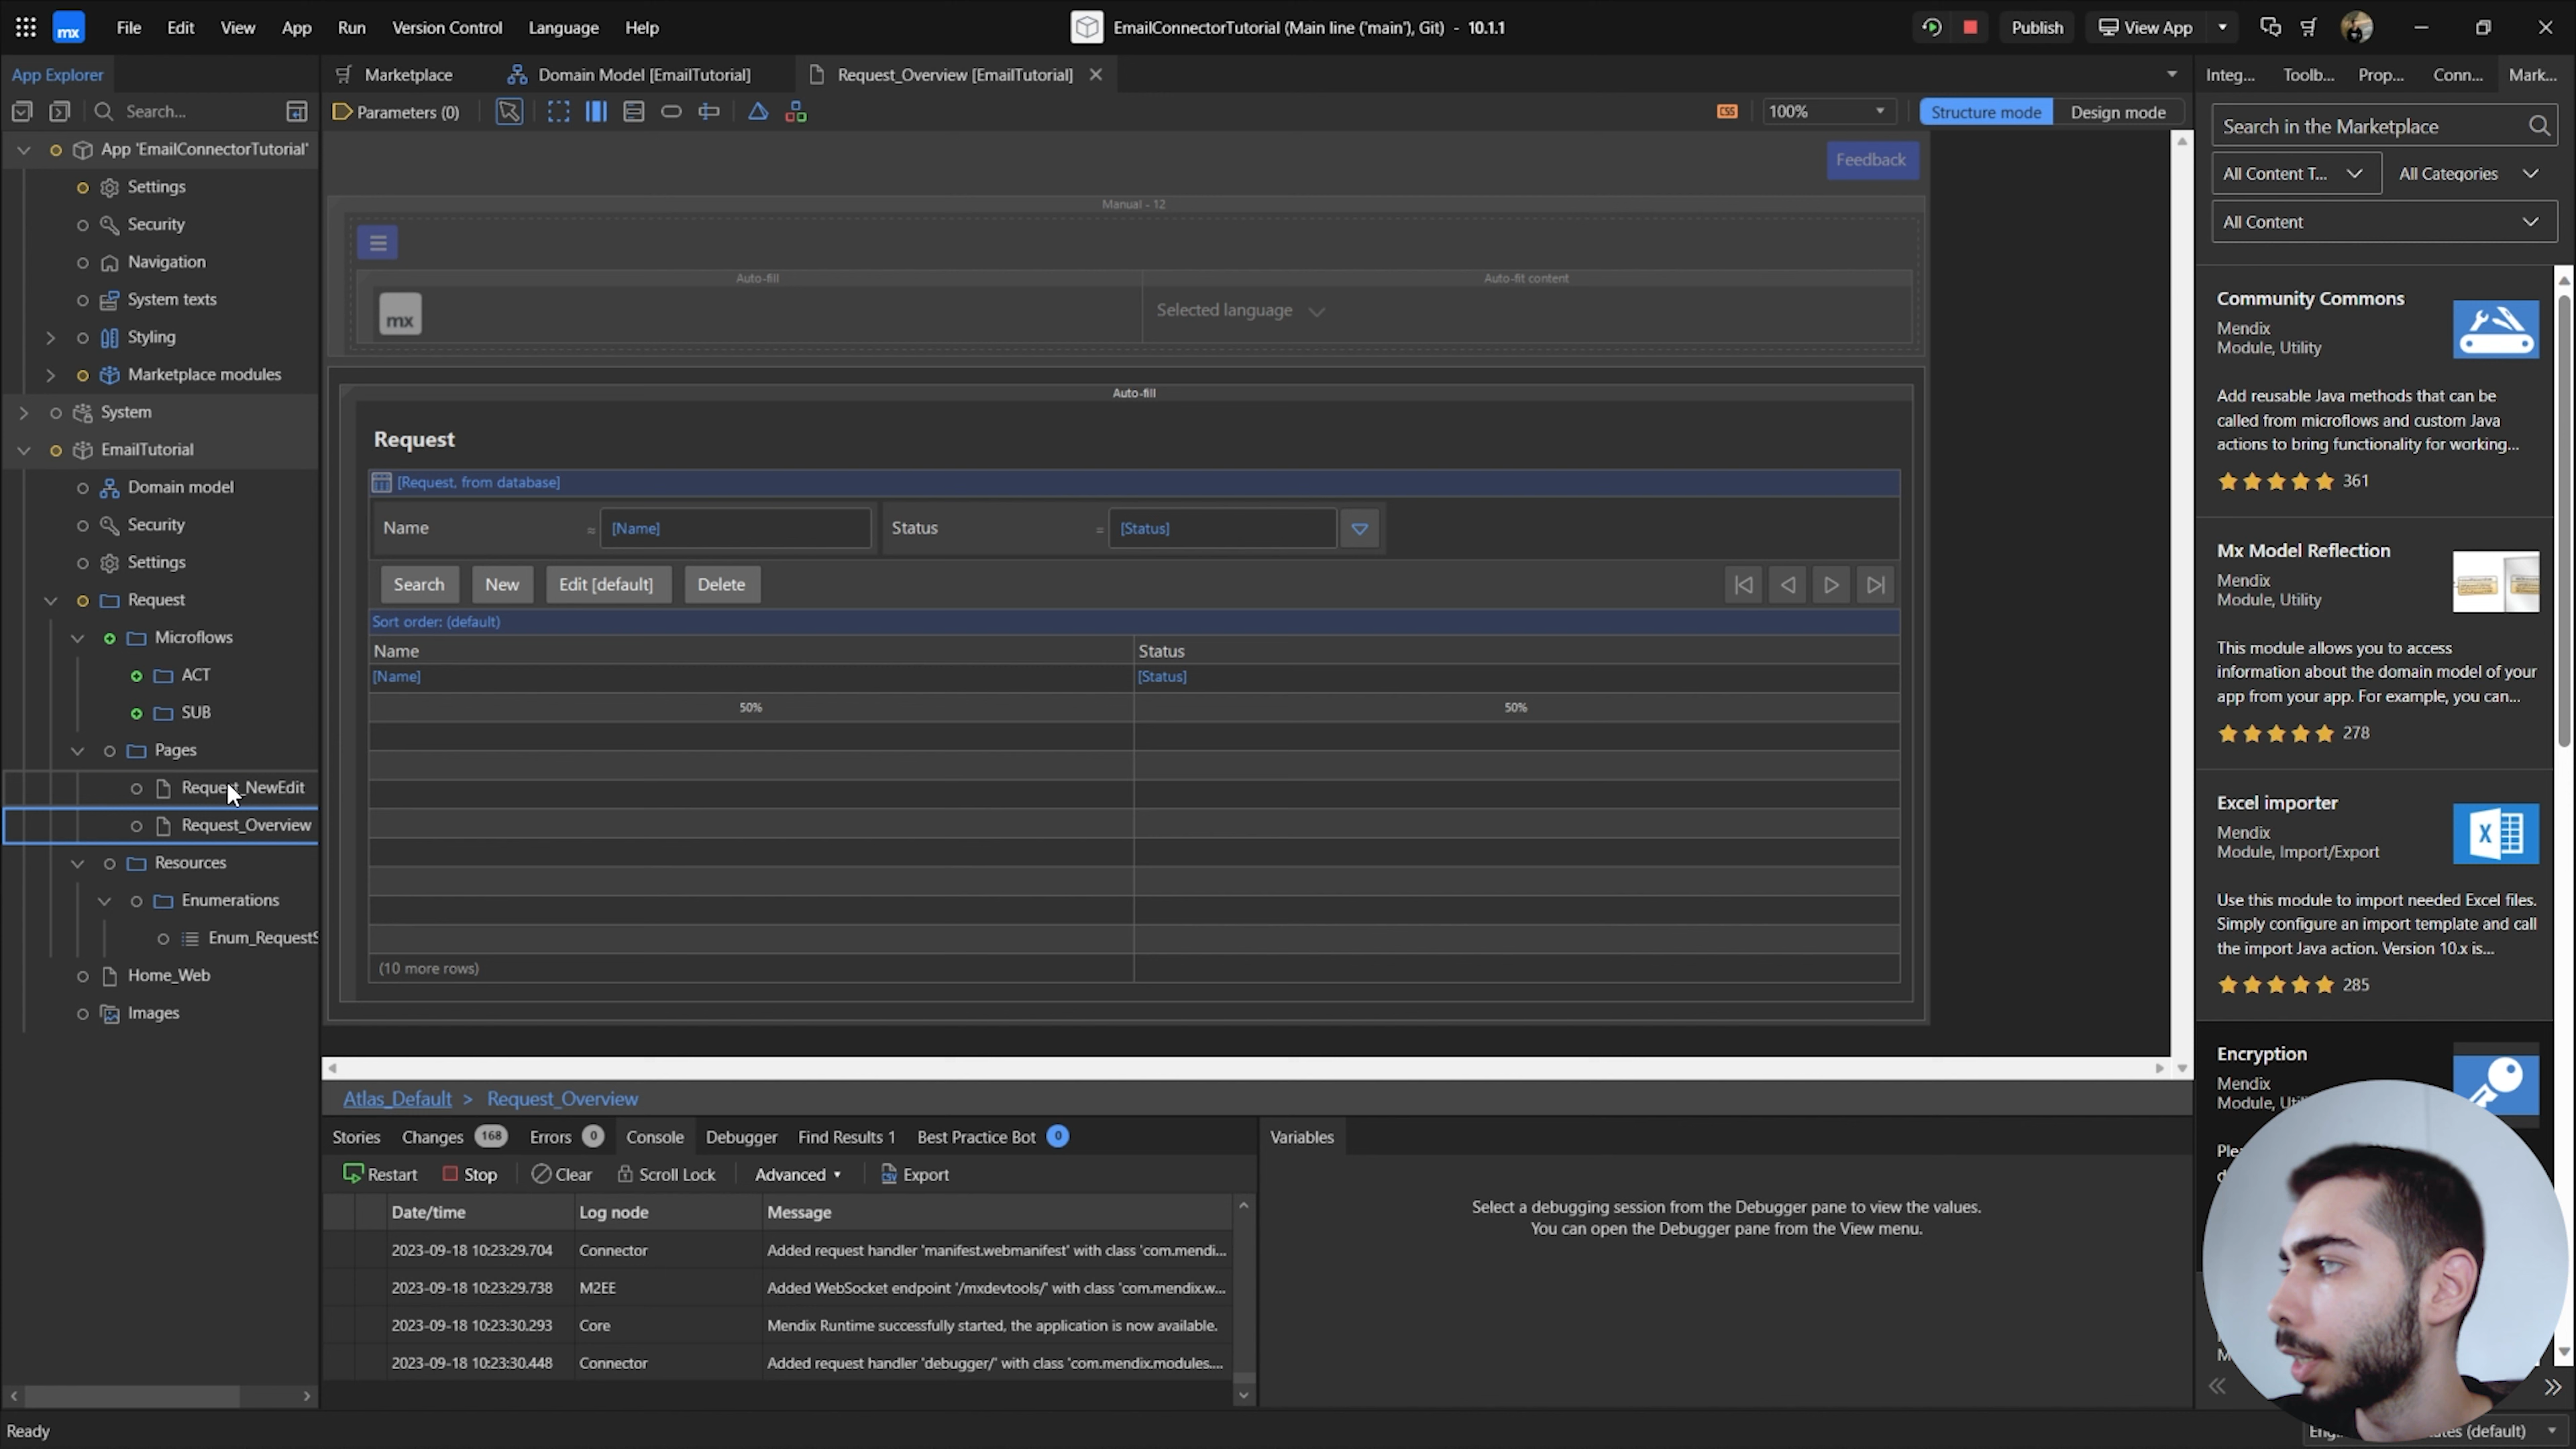 mx File Edit View App Run Version Control Language Help
EmailConnectorTutorial (Main line ('main'), Git) - 10.1.1
Publish View App
App Explorer
Marketplace Domain Model [EmailTutorial] Request_Overview [EmailTutorial]
Integ... Toolb... Prop... Conn... Mark...
Search...
Parameters (0)
CSS 100% Structure mode Design mode
App 'EmailConnectorTutorial'
Settings
Security
Navigation
System texts
Styling
Marketplace modules
System
EmailTutorial
Domain model
Security
Settings
Request
Microflows
ACT
SUB
Pages
Request_NewEdit
Request_Overview
Resources
Enumerations
Enum_RequestS
Home_Web
Images
Feedback
Manual - 12
Auto-fill Auto-fit content
mx Selected language
Auto-fill
Request
[Request, from database]
Name ≈ [Name] Status = [Status]
Search New Edit [default] Delete
Sort order: (default)
Name Status
[Name] [Status]
50% 50%
(10 more rows)
Atlas_Default > Request_Overview
Stories Changes 168 Errors 0 Console Debugger Find Results 1 Best Practice Bot 0
Restart Stop Clear Scroll Lock Advanced Export
Date/time Log node Message
2023-09-18 10:23:29.704 Connector Added request handler 'manifest.webmanifest' with class 'com.mendi...
2023-09-18 10:23:29.738 M2EE Added WebSocket endpoint '/mxdevtools/' with class 'com.mendix.w...
2023-09-18 10:23:30.293 Core Mendix Runtime successfully started, the application is now available.
2023-09-18 10:23:30.448 Connector Added request handler 'debugger/' with class 'com.mendix.modules....
Variables
Select a debugging session from the Debugger pane to view the values.
You can open the Debugger pane from the View menu.
Search in the Marketplace
All Content T... All Categories
All Content
Community Commons
Mendix
Module, Utility
Add reusable Java methods that can be
called from microflows and custom Java
actions to bring functionality for working...
361
Mx Model Reflection
Mendix
Module, Utility
This module allows you to access
information about the domain model of your
app from your app. For example, you can...
278
Excel importer
Mendix
Module, Import/Export
Use this module to import needed Excel files.
Simply configure an import template and call
the import Java action. Version 10.x is...
285
Encryption
Mendix
Module,
Ready
(default)